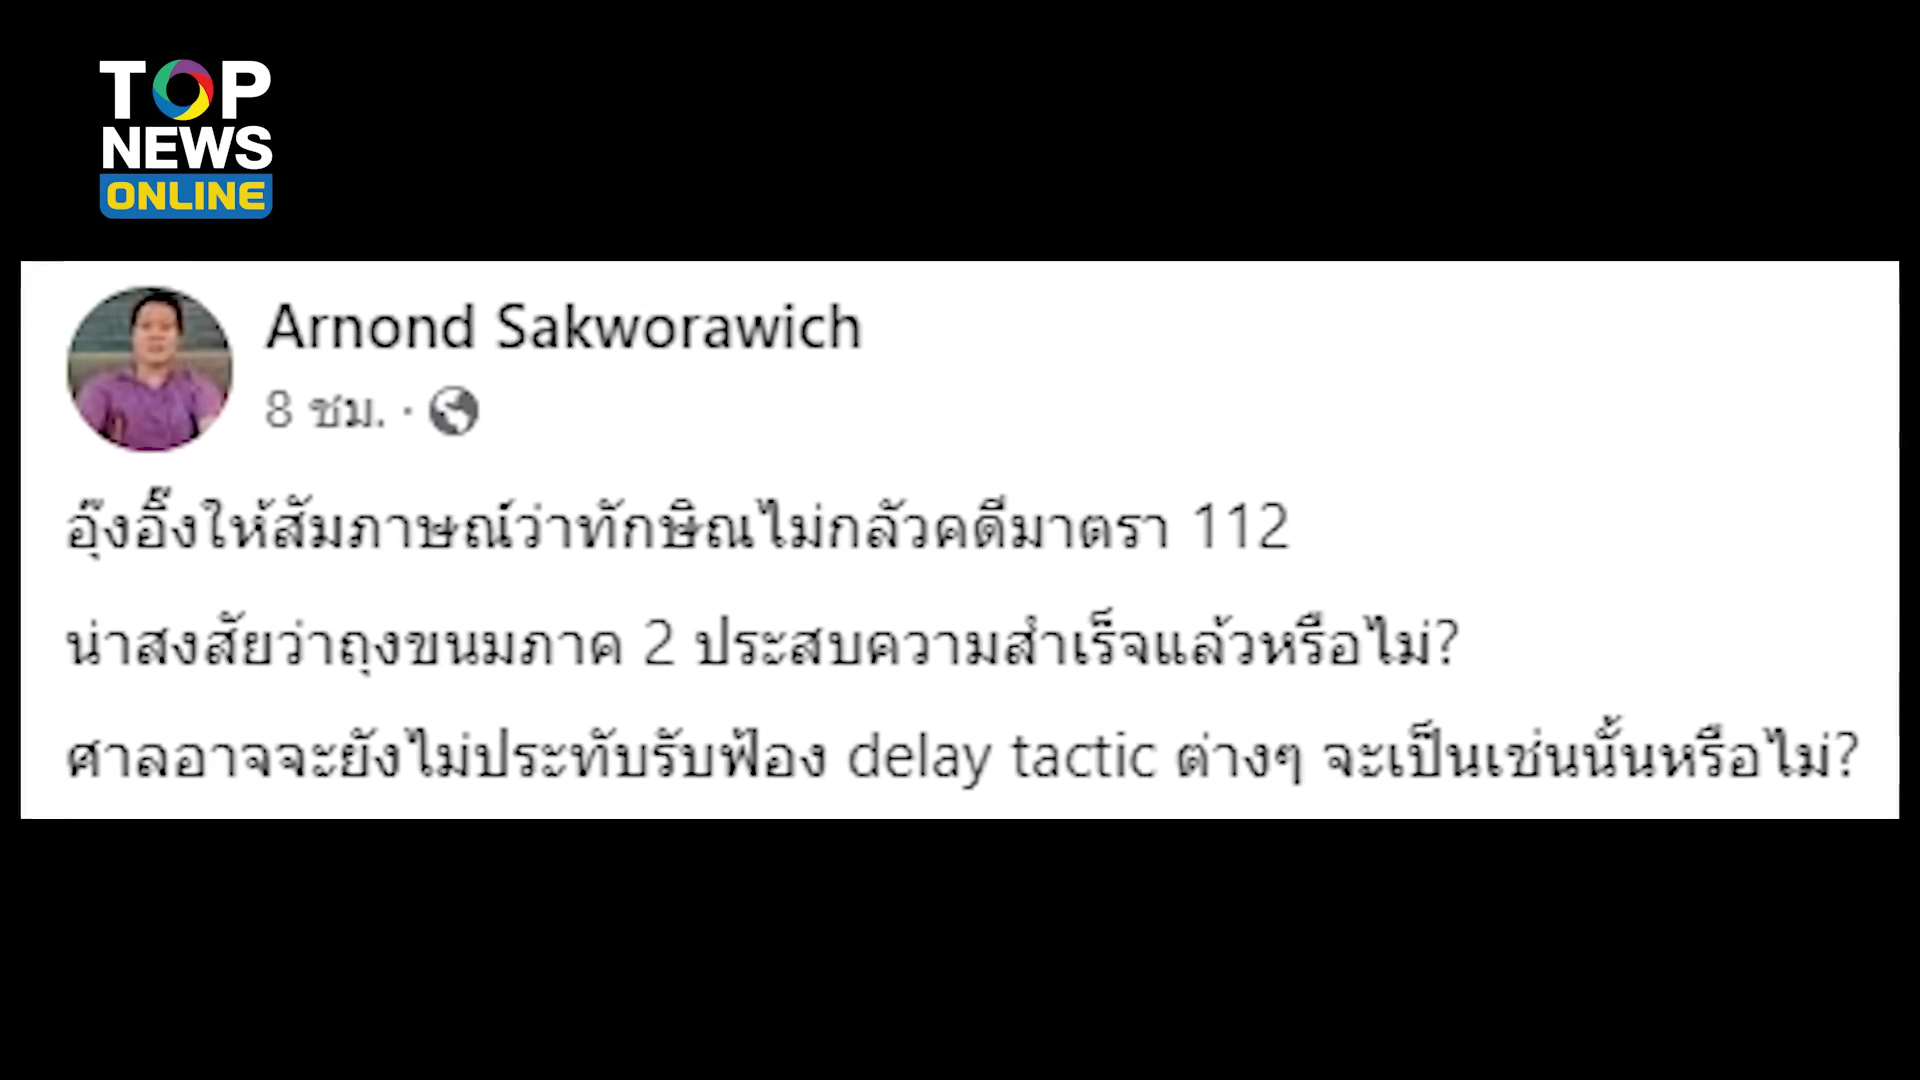 TOP
NEWS
ONLINE
Arnond Sakworawich
8 ชม. ·
อุ๊งอิ๊งให้สัมภาษณ์ว่าทักษิณไม่กลัวคดีมาตรา 112
น่าสงสัยว่าถุงขนมภาค 2 ประสบความสำเร็จแล้วหรือไม่?
ศาลอาจจะยังไม่ประทับรับฟ้อง delay tactic ต่างๆ จะเป็นเช่นนั้นหรือไม่?